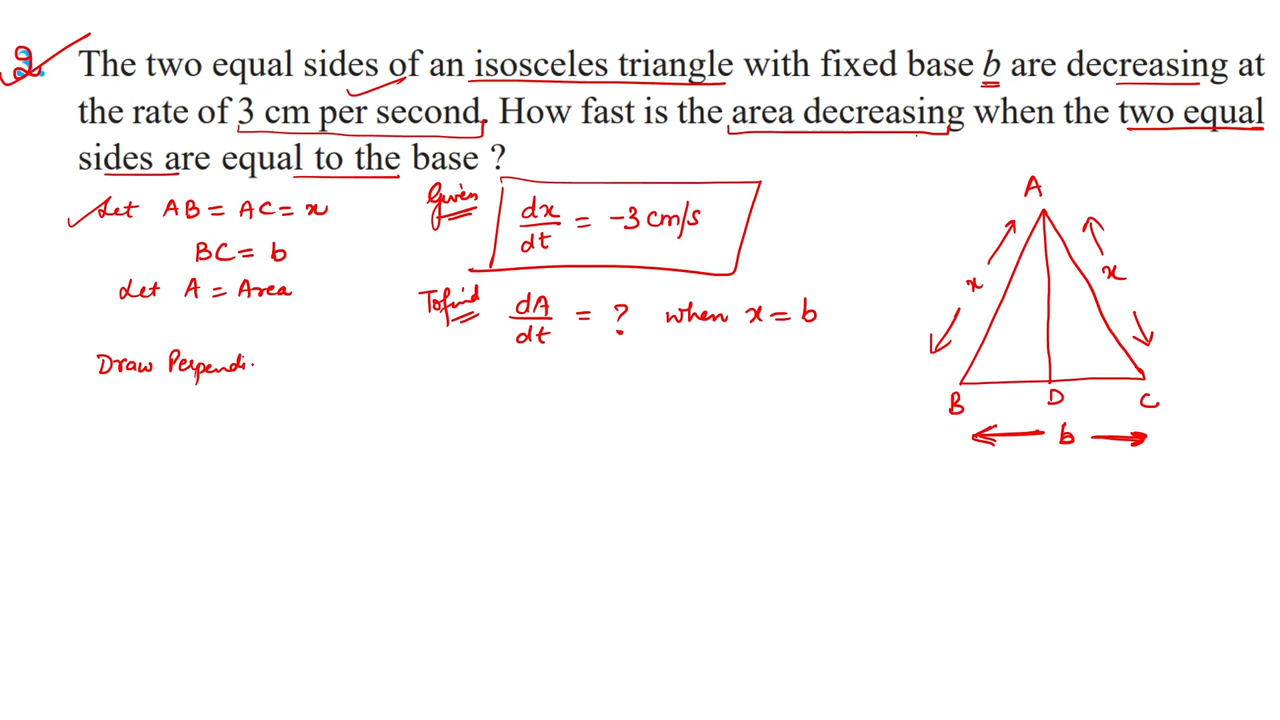 2. The two equal sides of an isosceles triangle with fixed base b are decreasing at
the rate of 3 cm per second. How fast is the area decreasing when the two equal
sides are equal to the base ?
Let AB = AC = x
BC = b
Let A = Area
Draw Perpendi.
Given dx/dt = -3 cm/s
To find dA/dt = ? when x = b
A
x x
B D C
b